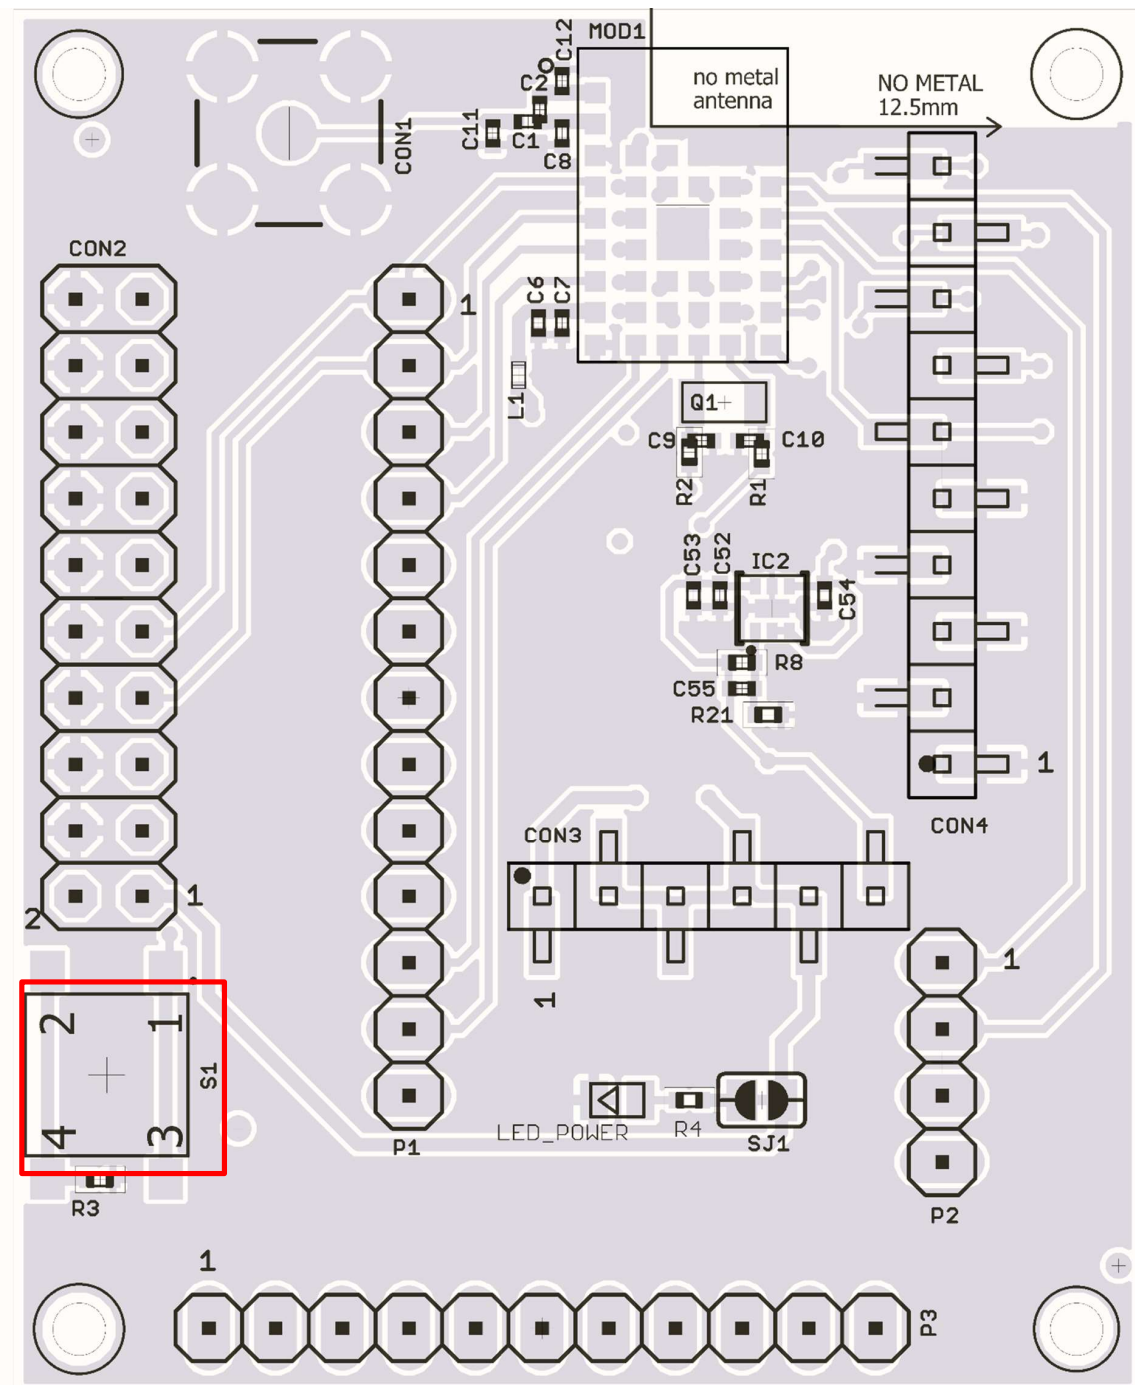 C12
MOD1
C2
no metal
antenna
NO METAL
12.5mm
C11
C1
CON1
C8
CON2
1
C6
C7
L1
Q1
C9
C10
R2
R1
C53
C52
IC2
C54
R8
C55
R21
1
CON3
CON4
1
2
1
1
2
1
S1
4
3
LED_POWER
R4
SJ1
P1
R3
P2
1
P3